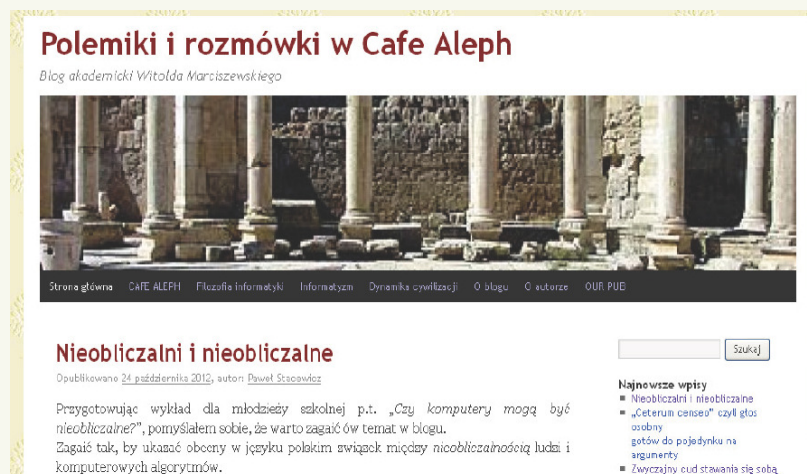 Polemiki i rozmówki w Cafe Aleph
Blog akademicki Witolda Marciszewskiego
Strona główna CAFE ALEPH Filozofia informatyki Informatyzm Dynamika cywilizacji O blogu O autorze OUR PUB
Nieobliczalni i nieobliczalne
Opublikowano 24 października 2012, autor: Paweł Stacewicz
Przygotowując wykład dla młodzieży szkolnej p.t. „Czy komputery mogą być
nieobliczalne?”, pomyślałem sobie, że warto zagaić ów temat w blogu.
Zagaić tak, by ukazać obecny w języku polskim związek między nieobliczalnością ludzi i
komputerowych algorytmów.
Szukaj
Najnowsze wpisy
Nieobliczalni i nieobliczalne
„Ceterum censeo” czyli głos
osobny
gotów do pojedynku na
argumenty
Zwyczajny cud stawania się sobą